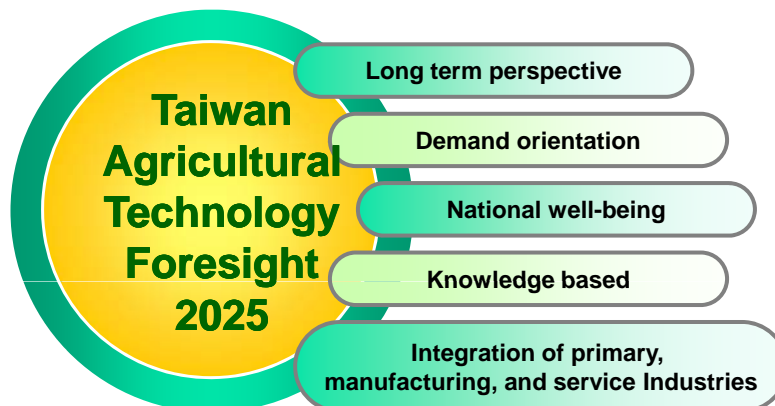 Taiwan
Agricultural
Technology
Foresight
2025
Long term perspective
Demand orientation
National well-being
Knowledge based
Integration of primary,
manufacturing, and service Industries